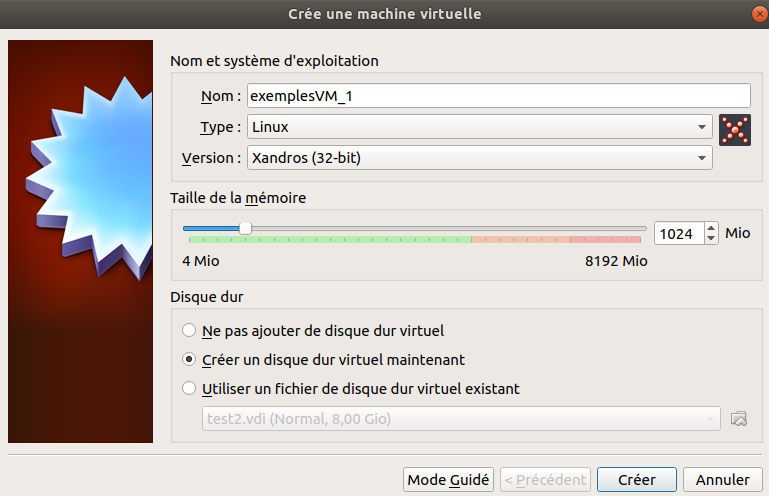 Crée une machine virtuelle
Nom et système d'exploitation
Nom : exemplesVM_1
Type : Linux
Version : Xandros (32-bit)
Taille de la mémoire
1024 Mio
4 Mio 8192 Mio
Disque dur
Ne pas ajouter de disque dur virtuel
Créer un disque dur virtuel maintenant
Utiliser un fichier de disque dur virtuel existant
test2.vdi (Normal, 8,00 Gio)
Mode Guidé < Précédent Créer Annuler